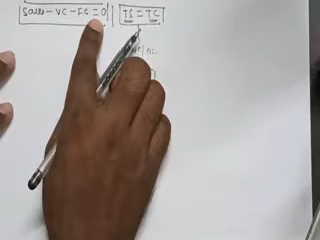 Sales - VC - FC = 0 | TS = TC